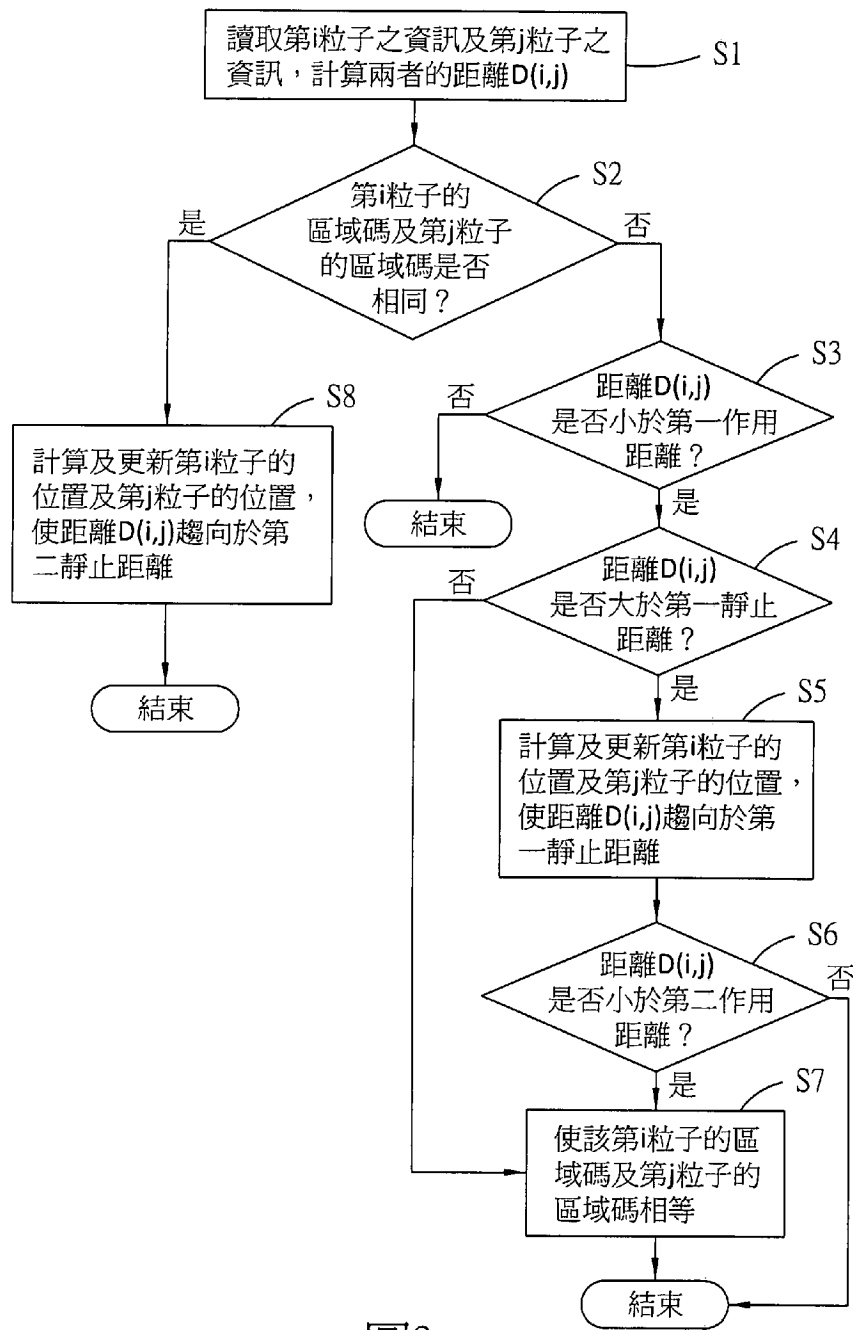 讀取第i粒子之資訊及第j粒子之
資訊，計算兩者的距離D(i,j)
S1
第i粒子的
區域碼及第j粒子
的區域碼是否
相同？
S2
是
否
距離D(i,j)
是否小於第一作用
距離？
S3
否
是
結束
計算及更新第i粒子的
位置及第j粒子的位置，
使距離D(i,j)趨向於第
二靜止距離
S8
結束
距離D(i,j)
是否大於第一靜止
距離？
S4
否
是
計算及更新第i粒子的
位置及第j粒子的位置，
使距離D(i,j)趨向於第
一靜止距離
S5
距離D(i,j)
是否小於第二作用
距離？
S6
否
是
使該第i粒子的區
域碼及第j粒子的
區域碼相等
S7
結束